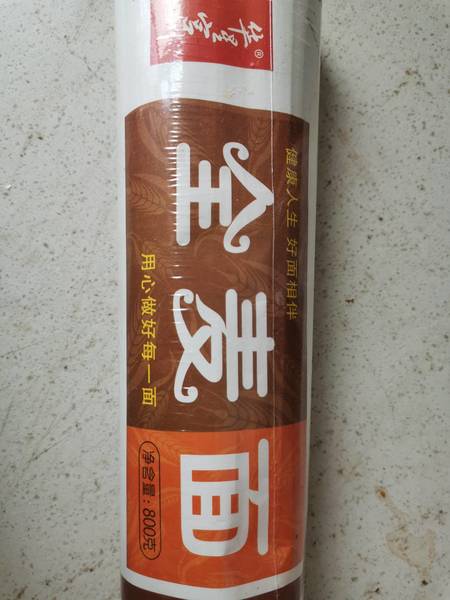 健康人生 好面相伴
全麦面
用心做好每一面
净含量：800克